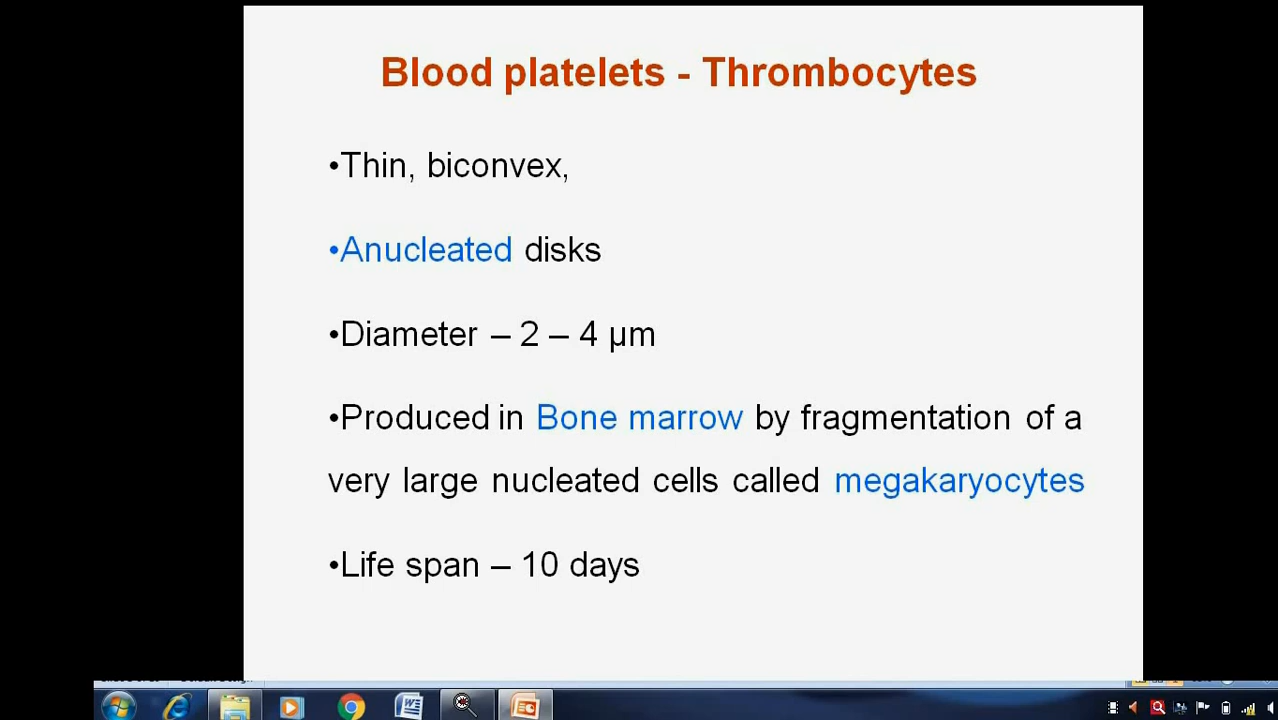 Blood platelets - Thrombocytes
•Thin, biconvex,
•Anucleated disks
•Diameter – 2 – 4 µm
•Produced in Bone marrow by fragmentation of a
very large nucleated cells called megakaryocytes
•Life span – 10 days